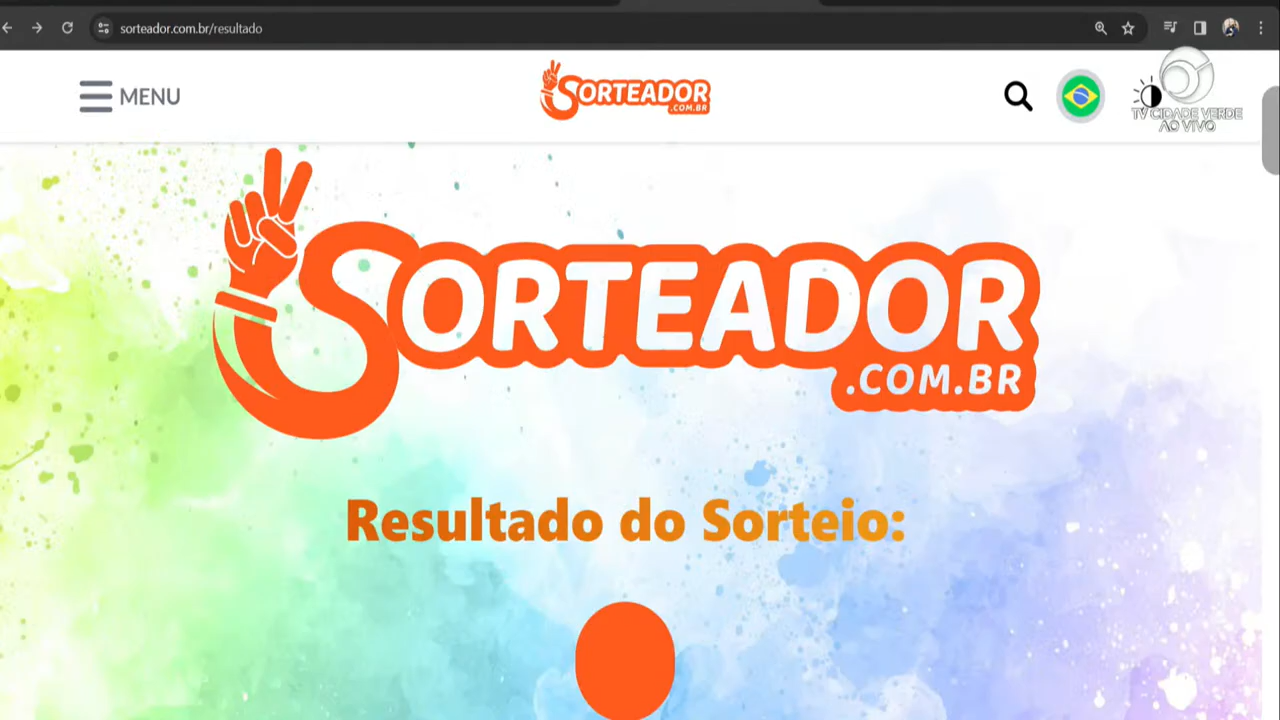 sorteador.com.br/resultado
MENU
SORTEADOR
.COM.BR
TV CIDADE VERDE
AO VIVO
SORTEADOR
.COM.BR
Resultado do Sorteio: